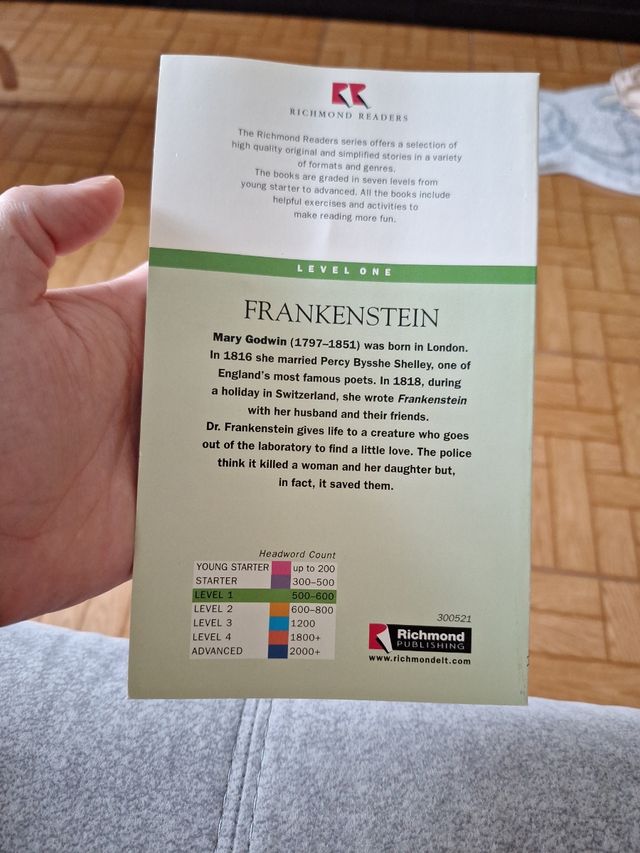 RICHMOND READERS
The Richmond Readers series offers a selection of
high quality original and simplified stories in a variety
of formats and genres.
The books are graded in seven levels from
young starter to advanced. All the books include
helpful exercises and activities to
make reading more fun.
LEVEL ONE
FRANKENSTEIN
Mary Godwin (1797–1851) was born in London.
In 1816 she married Percy Bysshe Shelley, one of
England's most famous poets. In 1818, during
a holiday in Switzerland, she wrote Frankenstein
with her husband and their friends.
Dr. Frankenstein gives life to a creature who goes
out of the laboratory to find a little love. The police
think it killed a woman and her daughter but,
in fact, it saved them.
Headword Count
YOUNG STARTER up to 200
STARTER 300–500
LEVEL 1 500–600
LEVEL 2 600–800
LEVEL 3 1200
LEVEL 4 1800+
ADVANCED 2000+
300521
Richmond
PUBLISHING
www.richmondelt.com